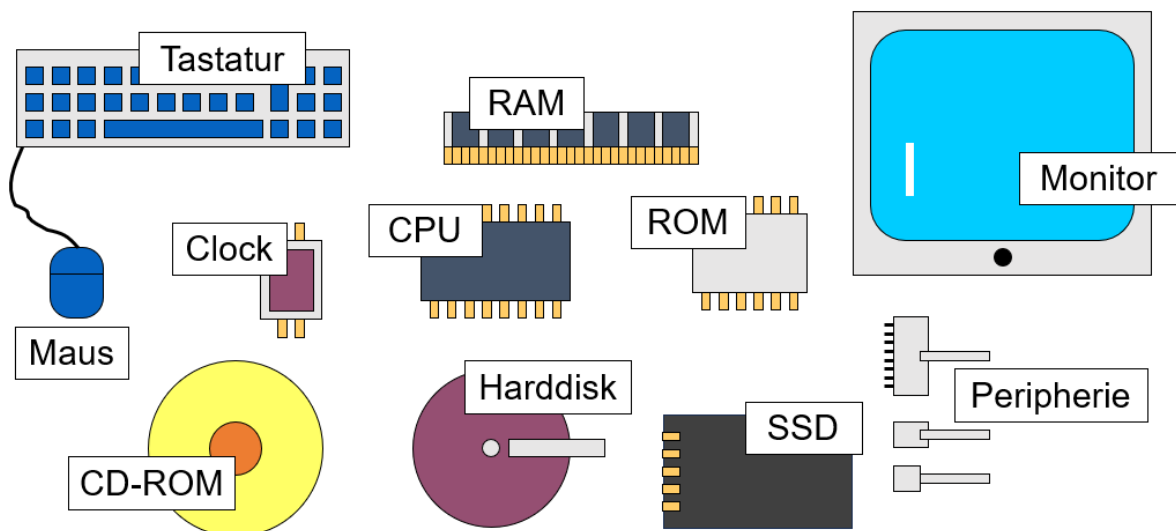 Tastatur
RAM
Monitor
Clock
CPU
ROM
Maus
Harddisk
Peripherie
CD-ROM
SSD